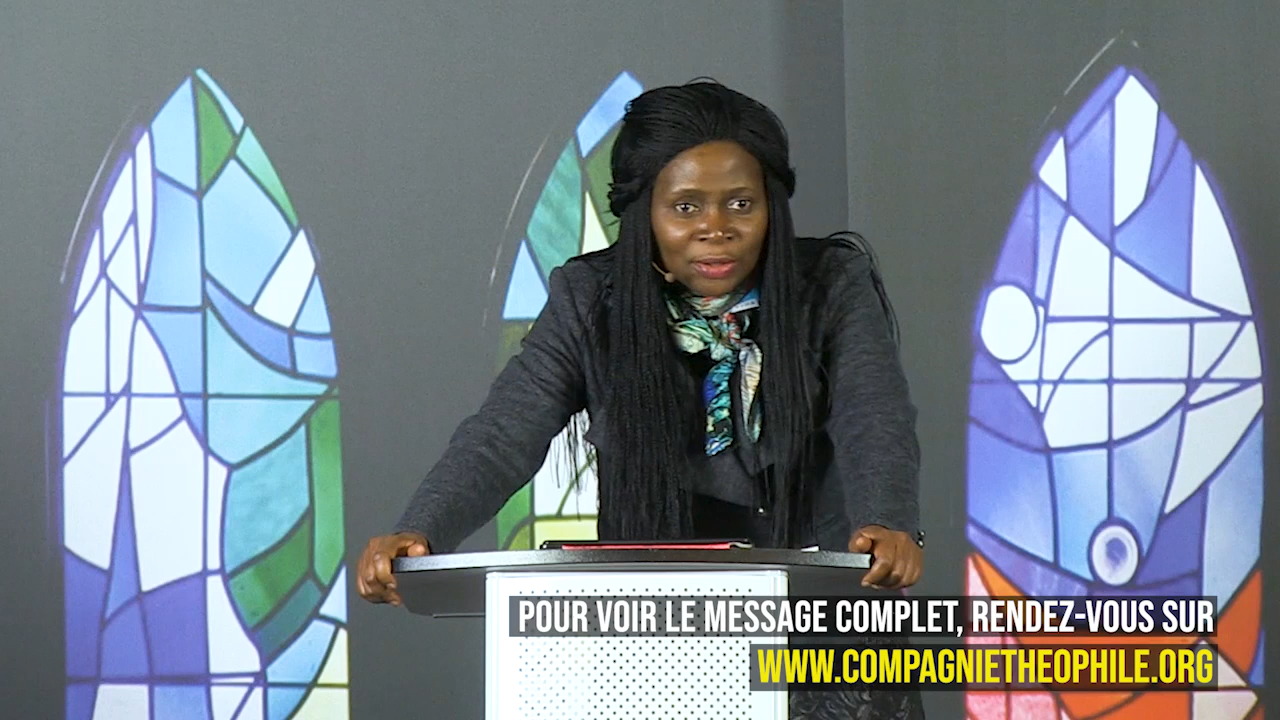 POUR VOIR LE MESSAGE COMPLET, RENDEZ-VOUS SUR
WWW.COMPAGNIETHEOPHILE.ORG